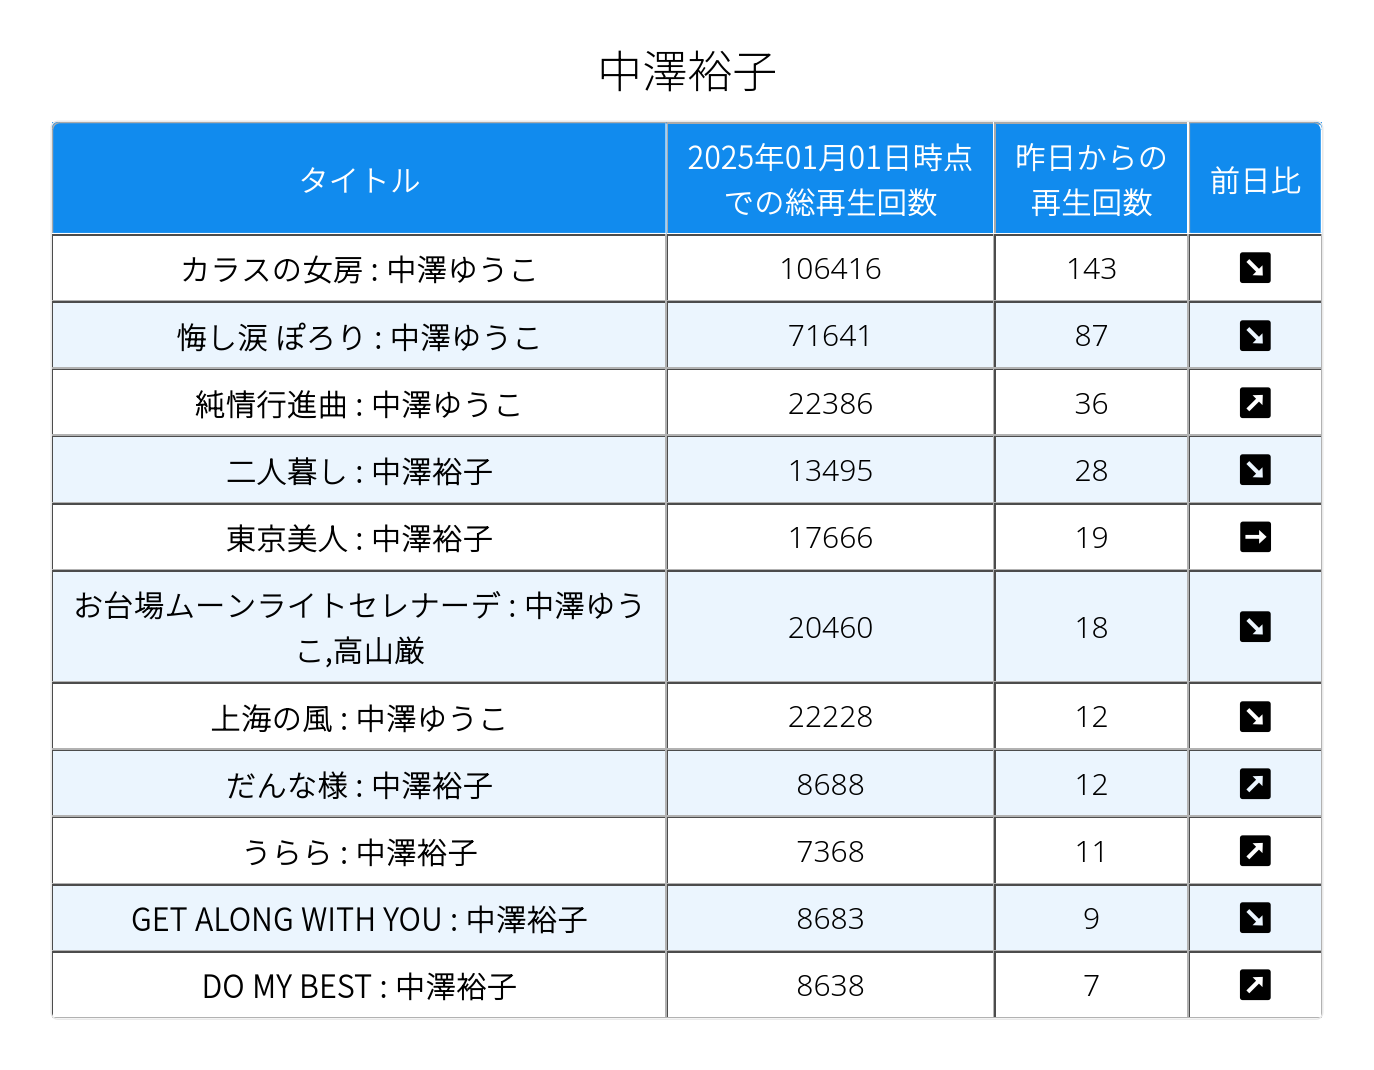 中澤裕子
タイトル 2025年01月01日時点での総再生回数 昨日からの再生回数 前日比
カラスの女房 : 中澤ゆうこ 106416 143 ↘
悔し涙 ぽろり : 中澤ゆうこ 71641 87 ↘
純情行進曲 : 中澤ゆうこ 22386 36 ↗
二人暮し : 中澤裕子 13495 28 ↘
東京美人 : 中澤裕子 17666 19 →
お台場ムーンライトセレナーデ : 中澤ゆうこ,高山厳 20460 18 ↘
上海の風 : 中澤ゆうこ 22228 12 ↘
だんな様 : 中澤裕子 8688 12 ↗
うらら : 中澤裕子 7368 11 ↗
GET ALONG WITH YOU : 中澤裕子 8683 9 ↘
DO MY BEST : 中澤裕子 8638 7 ↗